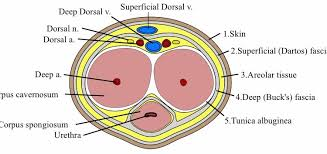 Superficial Dorsal v.
Deep Dorsal v.
Dorsal n.
Dorsal a.
1.Skin
2.Superficial (Dartos) fasci
3.Areolar tissue
Deep a.
rpus cavernosum
4.Deep (Buck's) fascia
5.Tunica albuginea
Corpus spongiosum
Urethra